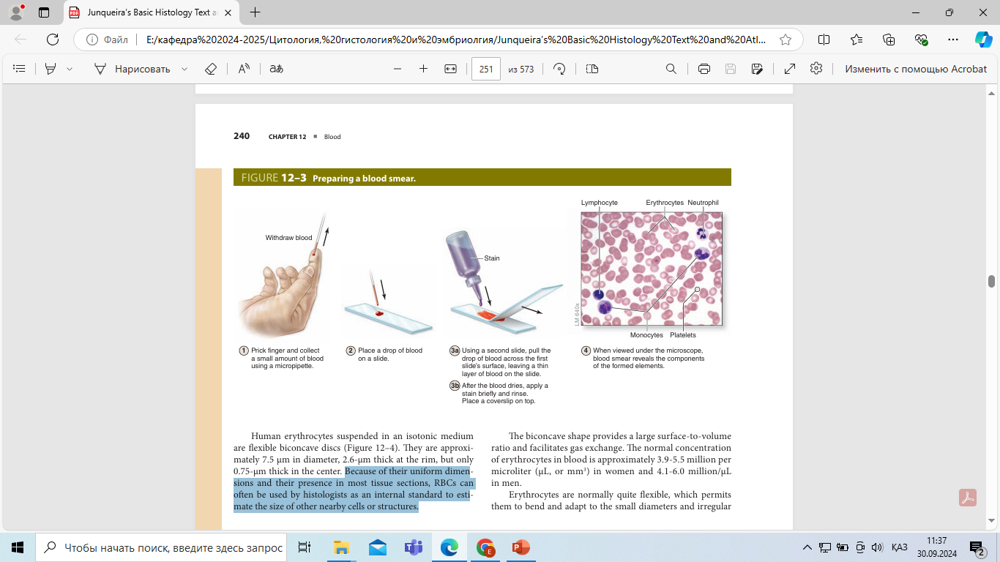 Junqueira's Basic Histology Text a
Файл
E:/кафедра%202024-2025/Цитология,%20гистология%20и%20эмбриолгия/Junqueira's%20Basic%20Histology%20Text%20and%20Atl...
Нарисовать
aあ
251
из 573
Изменить с помощью Acrobat
240 CHAPTER 12 ■ Blood
FIGURE 12–3 Preparing a blood smear.
Withdraw blood
Stain
Lymphocyte
Erythrocytes
Neutrophil
LM 640x
Monocytes
Platelets
1 Prick finger and collect
a small amount of blood
using a micropipette.
2 Place a drop of blood
on a slide.
3a Using a second slide, pull the
drop of blood across the first
slide's surface, leaving a thin
layer of blood on the slide.
3b After the blood dries, apply a
stain briefly and rinse.
Place a coverslip on top.
4 When viewed under the microscope,
blood smear reveals the components
of the formed elements.
Human erythrocytes suspended in an isotonic medium
are flexible biconcave discs (Figure 12–4). They are approxi-
mately 7.5 μm in diameter, 2.6-μm thick at the rim, but only
0.75-μm thick in the center. Because of their uniform dimen-
sions and their presence in most tissue sections, RBCs can
often be used by histologists as an internal standard to esti-
mate the size of other nearby cells or structures.
The biconcave shape provides a large surface-to-volume
ratio and facilitates gas exchange. The normal concentration
of erythrocytes in blood is approximately 3.9-5.5 million per
microliter (μL, or mm³) in women and 4.1-6.0 million/μL
in men.
Erythrocytes are normally quite flexible, which permits
them to bend and adapt to the small diameters and irregular
Чтобы начать поиск, введите здесь запрос
ҚАЗ
11:37
30.09.2024
2